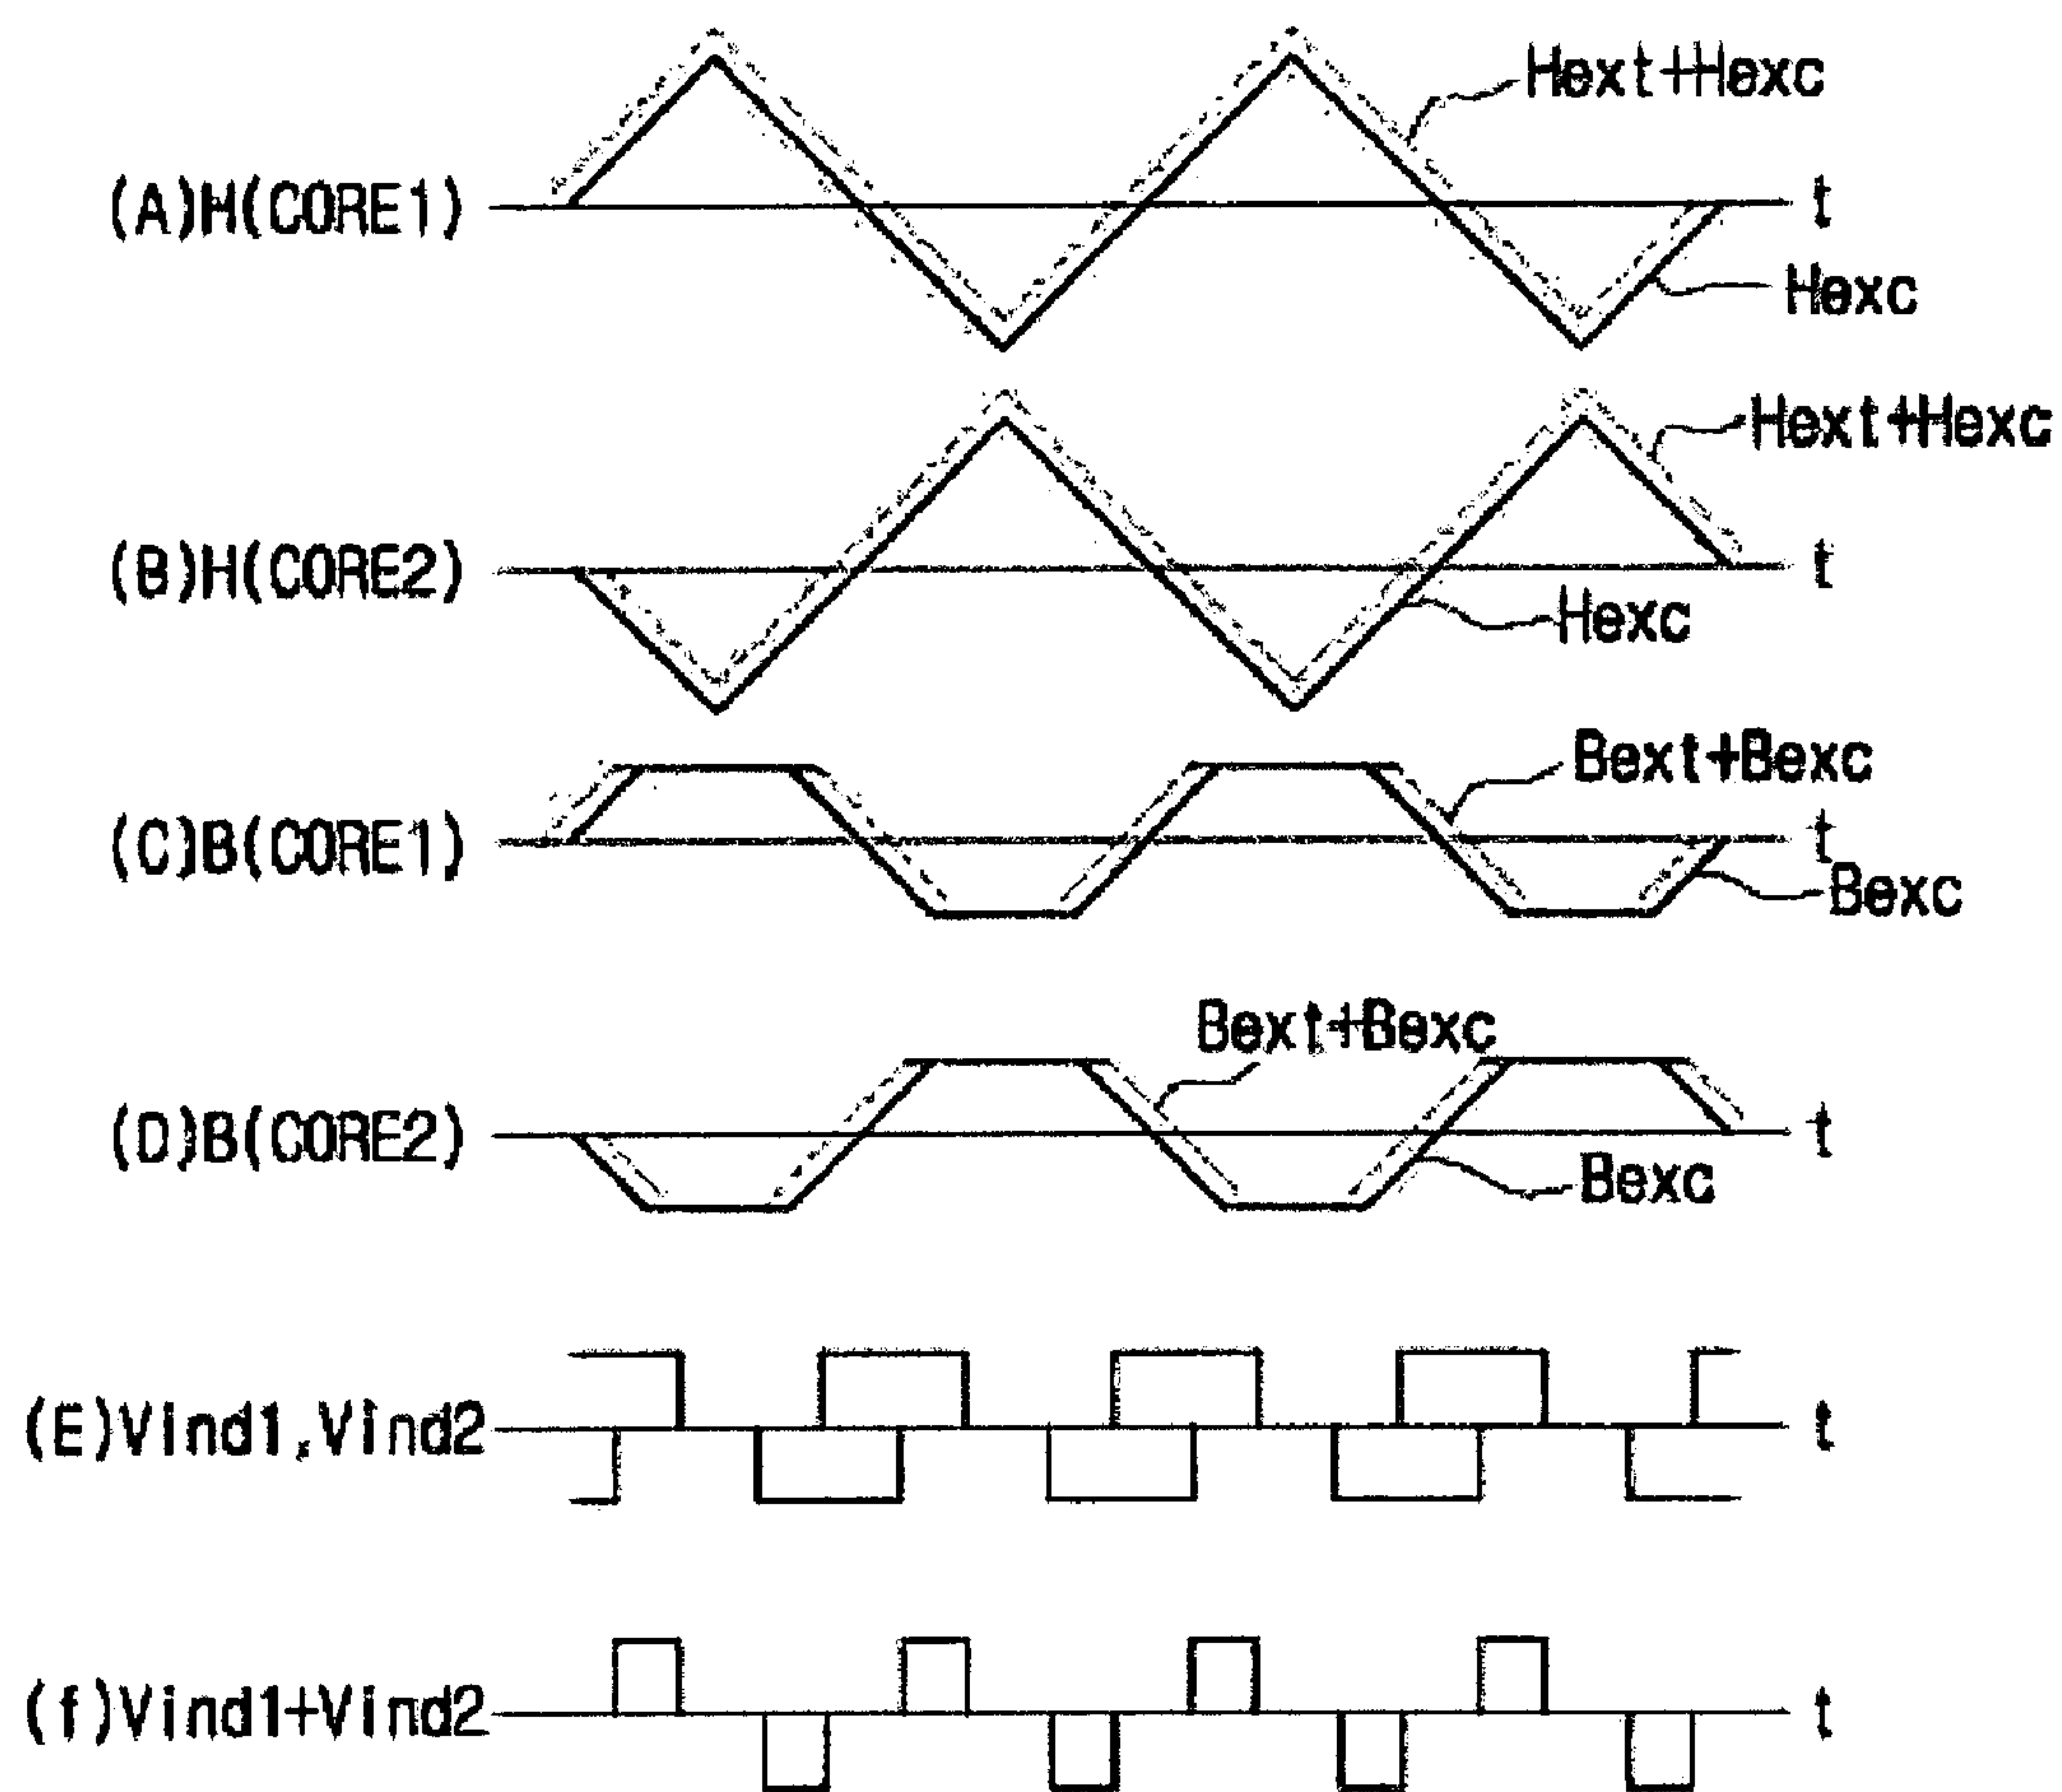 Hext+Hexc
(A)H(CORE1)
t
Hexc
Hext+Hexc
(B)H(CORE2)
t
Hexc
Bext+Bexc
(C)B(CORE1)
t
Bexc
Bext+Bexc
(D)B(CORE2)
t
Bexc
(E)Vind1,Vind2
t
(f)Vind1+Vind2
t